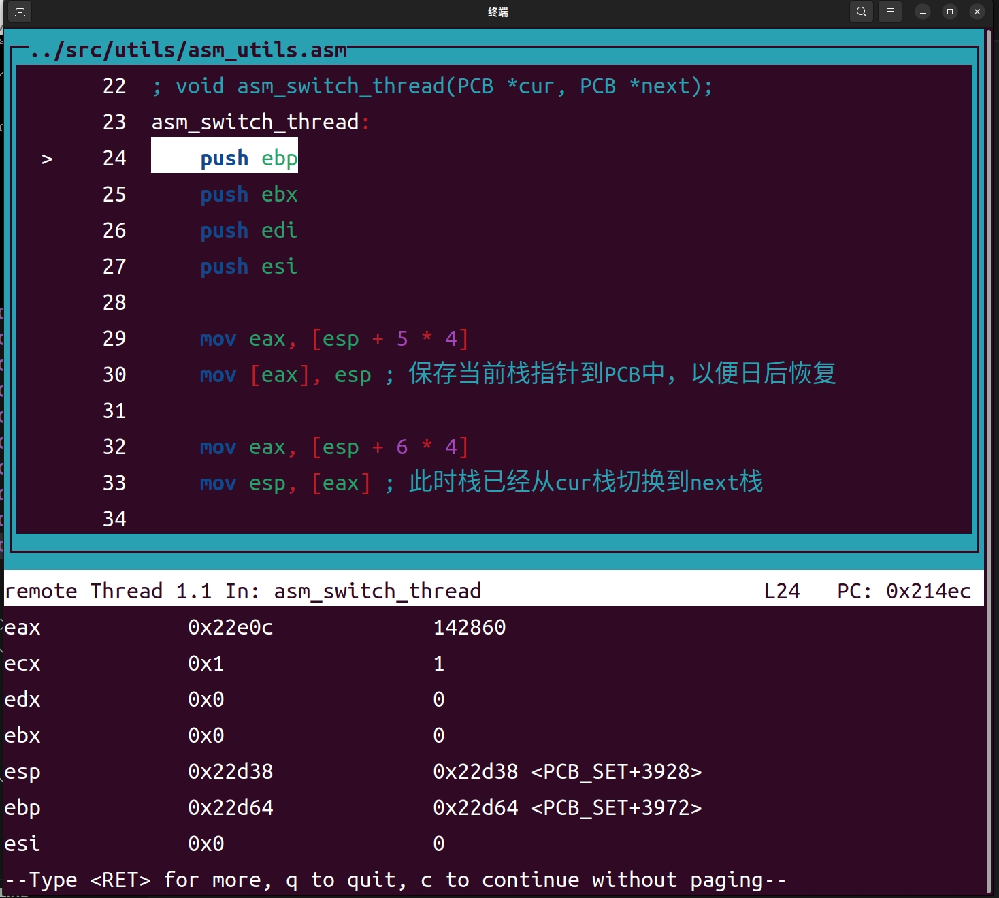 终端
../src/utils/asm_utils.asm
22 ; void asm_switch_thread(PCB *cur, PCB *next);
23 asm_switch_thread:
> 24 push ebp
25 push ebx
26 push edi
27 push esi
28
29 mov eax, [esp + 5 * 4]
30 mov [eax], esp ; 保存当前栈指针到PCB中，以便日后恢复
31
32 mov eax, [esp + 6 * 4]
33 mov esp, [eax] ; 此时栈已经从cur栈切换到next栈
34
remote Thread 1.1 In: asm_switch_thread L24 PC: 0x214ec
eax 0x22e0c 142860
ecx 0x1 1
edx 0x0 0
ebx 0x0 0
esp 0x22d38 0x22d38 <PCB_SET+3928>
ebp 0x22d64 0x22d64 <PCB_SET+3972>
esi 0x0 0
--Type <RET> for more, q to quit, c to continue without paging--